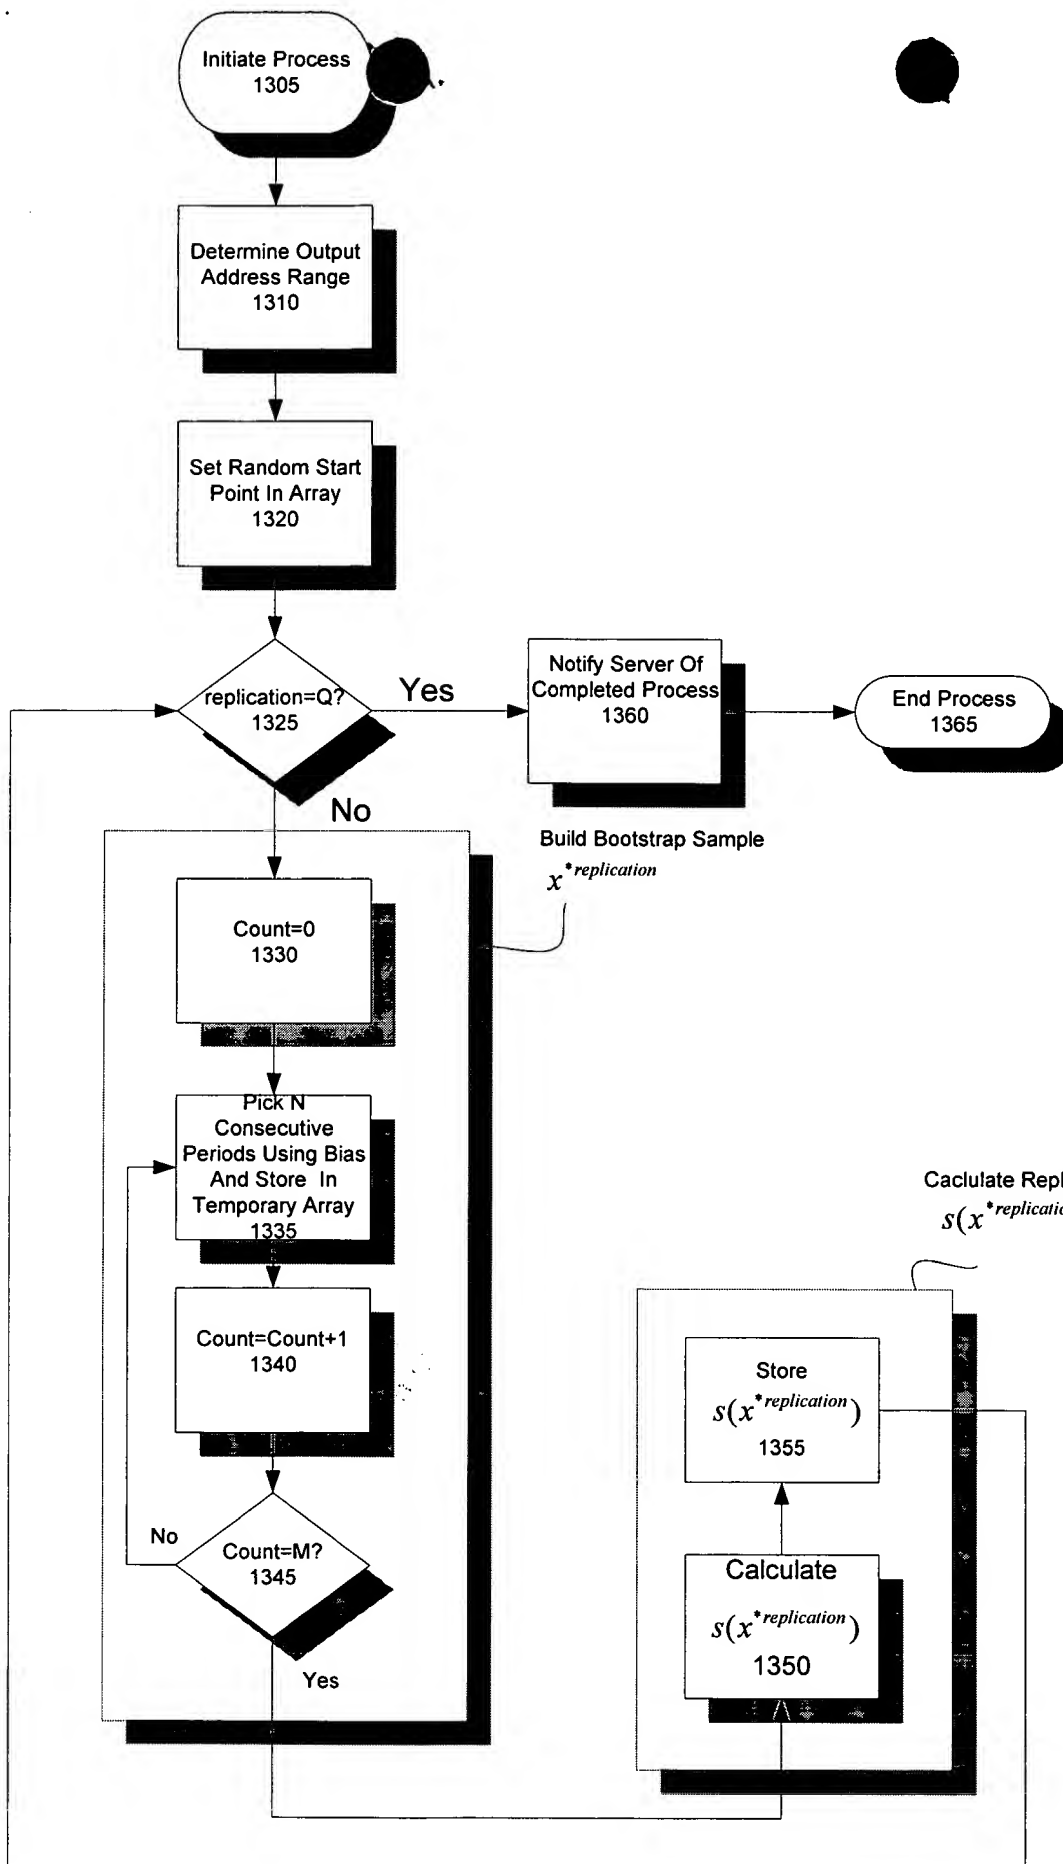 Initiate Process
1305
Determine Output
Address Range
1310
Set Random Start
Point In Array
1320
replication=Q?
1325
Yes
Notify Server Of
Completed Process
1360
End Process
1365
No
Build Bootstrap Sample
x*replication
Count=0
1330
Pick N
Consecutive
Periods Using Bias
And Store In
Temporary Array
1335
Count=Count+1
1340
No
Count=M?
1345
Yes
Caclulate Repl
s(x*replicatio
Store
s(x*replication)
1355
Calculate
s(x*replication)
1350